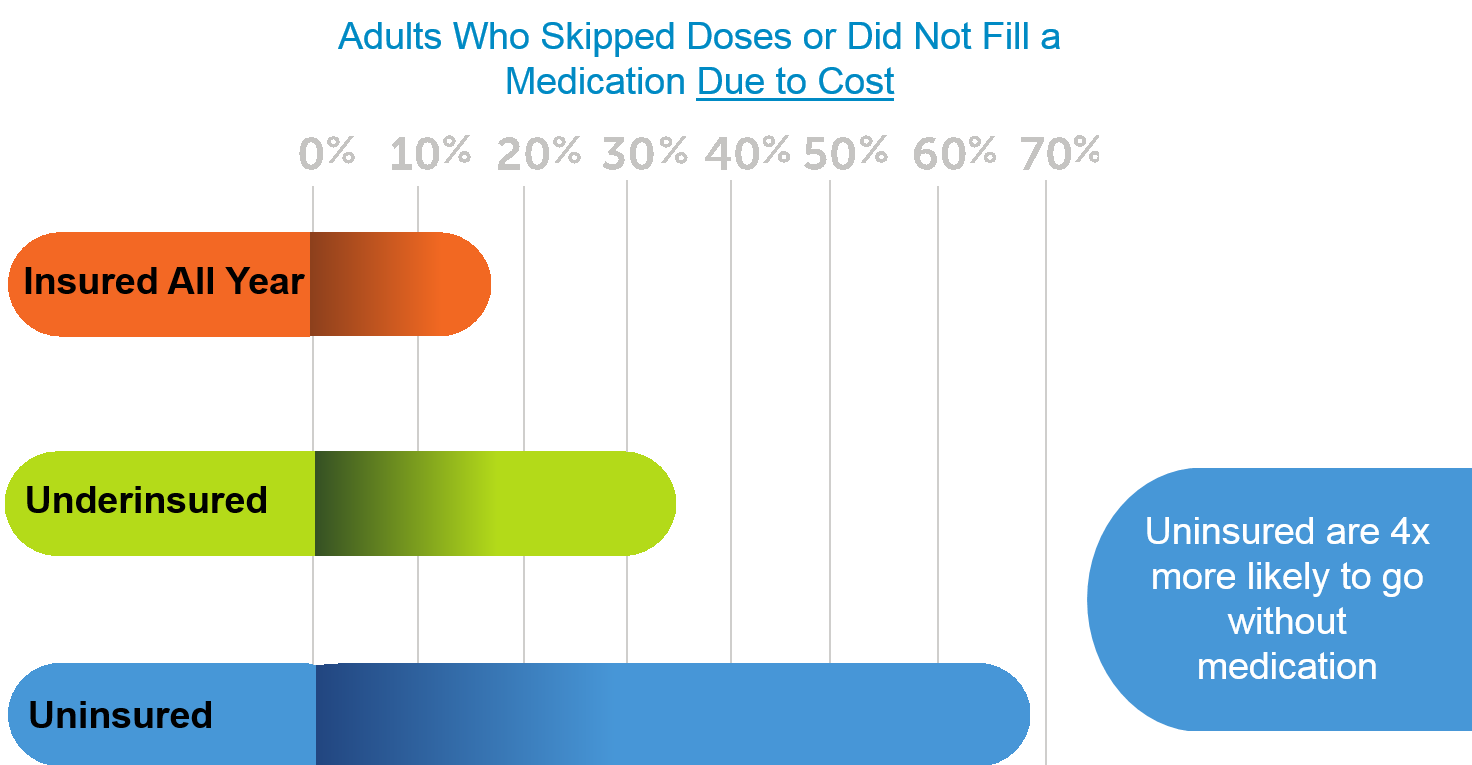 Adults Who Skipped Doses or Did Not Fill a
Medication Due to Cost
0% 10% 20% 30% 40% 50% 60% 70%
Insured All Year
Underinsured
Uninsured are 4x
more likely to go
without
medication
Uninsured